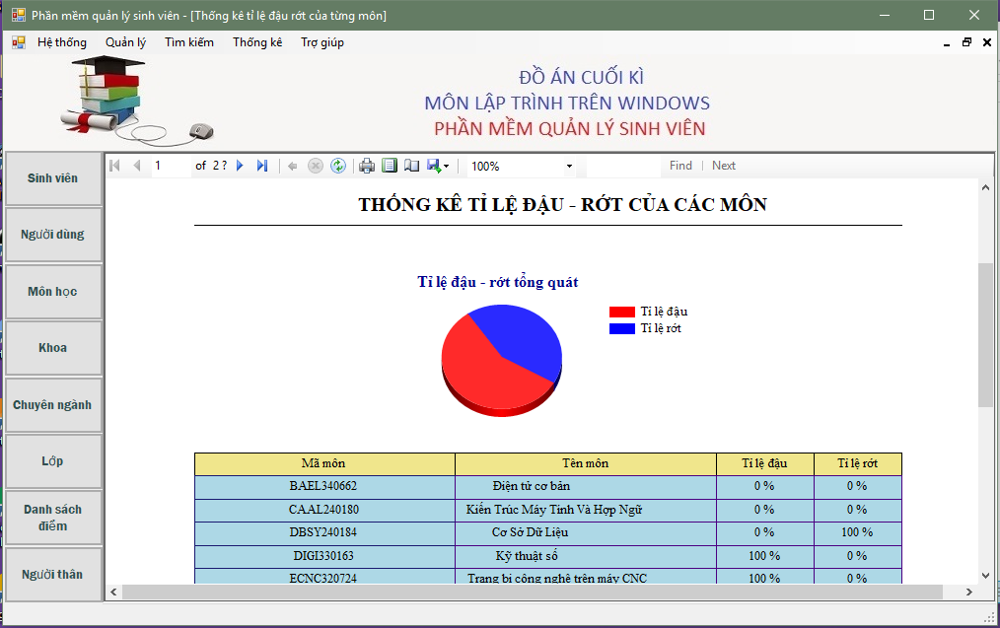 Phần mềm quản lý sinh viên - [Thống kê tỉ lệ đậu rớt của từng môn]
Hệ thống Quản lý Tìm kiếm Thống kê Trợ giúp
ĐỒ ÁN CUỐI KÌ
MÔN LẬP TRÌNH TRÊN WINDOWS
PHẦN MỀM QUẢN LÝ SINH VIÊN
Sinh viên
Người dùng
Môn học
Khoa
Chuyên ngành
Lớp
Danh sách
điểm
Người thân
1 of 2 ? 100% Find | Next
THỐNG KÊ TỈ LỆ ĐẬU - RỚT CỦA CÁC MÔN
Tỉ lệ đậu - rớt tổng quát
Tỉ lệ đậu
Tỉ lệ rớt
Mã môn Tên môn Tỉ lệ đậu Tỉ lệ rớt
BAEL340662 Điện tử cơ bản 0 % 0 %
CAAL240180 Kiến Trúc Máy Tính Và Hợp Ngữ 0 % 0 %
DBSY240184 Cơ Sở Dữ Liệu 0 % 100 %
DIGI330163 Kỹ thuật số 100 % 0 %
ECNC320724 Trang bị công nghệ trên máy CNC 100 % 0 %